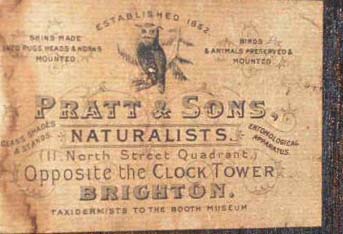 ESTABLISHED 1852
SKINS MADE
INTO RUGS HEADS & HORNS
MOUNTED.
BIRDS
& ANIMALS PRESERVED &
MOUNTED
PRATT & SONS,
NATURALISTS.
GLASS SHADES
& STANDS.
ENTOMOLOGICAL
APPARATUS.
(11. North Street Quadrant,)
Opposite the CLOCK TOWER
BRIGHTON.
TAXIDERMISTS TO THE BOOTH MUSEUM